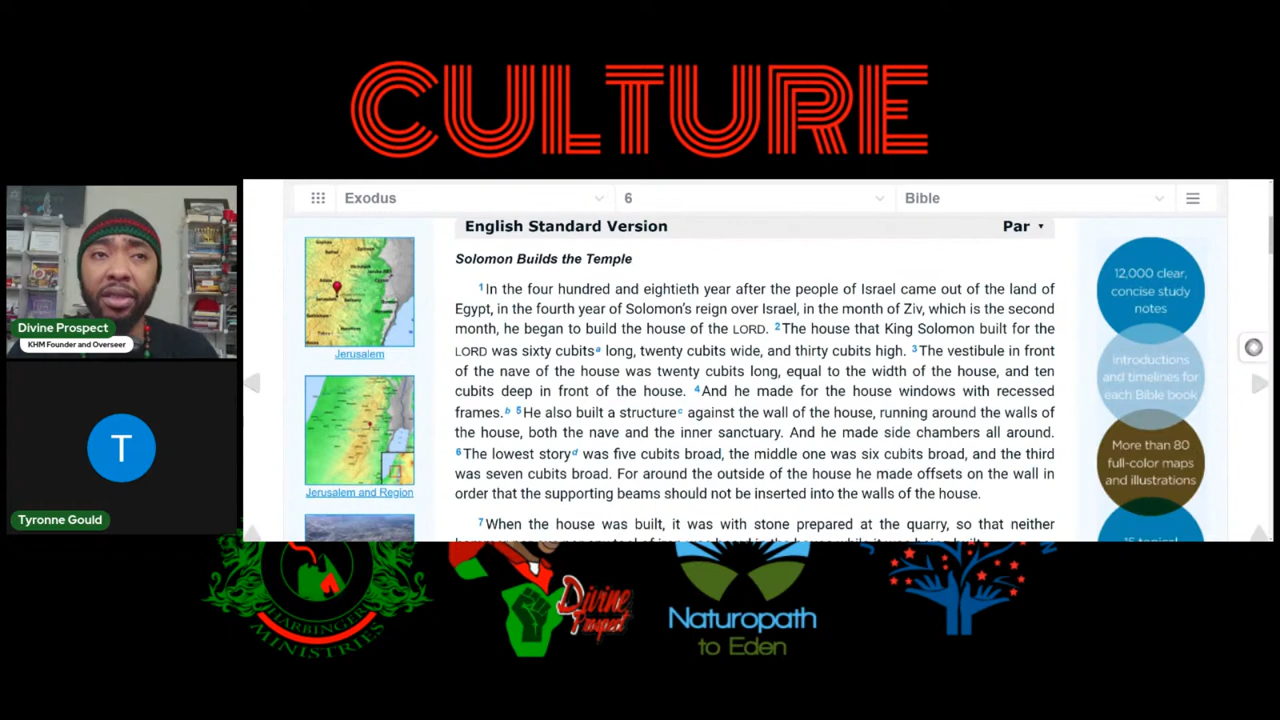 CULTURE
Exodus
6
Bible
English Standard Version
Par
Solomon Builds the Temple
1In the four hundred and eightieth year after the people of Israel came out of the land of
Egypt, in the fourth year of Solomon’s reign over Israel, in the month of Ziv, which is the second
month, he began to build the house of the LORD. 2The house that King Solomon built for the
LORD was sixty cubitsa long, twenty cubits wide, and thirty cubits high. 3The vestibule in front
of the nave of the house was twenty cubits long, equal to the width of the house, and ten
cubits deep in front of the house. 4And he made for the house windows with recessed
frames.b 5He also built a structurec against the wall of the house, running around the walls of
the house, both the nave and the inner sanctuary. And he made side chambers all around.
6The lowest storyd was five cubits broad, the middle one was six cubits broad, and the third
was seven cubits broad. For around the outside of the house he made offsets on the wall in
order that the supporting beams should not be inserted into the walls of the house.
7When the house was built, it was with stone prepared at the quarry, so that neither
Jerusalem
Jerusalem and Region
12,000 clear,
concise study
notes
introductions
and timelines for
each Bible book
More than 80
full-color maps
and illustrations
15 topical
Divine Prospect
KHM Founder and Overseer
T
Tyronne Gould
HARBINGER
MINISTRIES
Divine
Prospect
Naturopath
to Eden